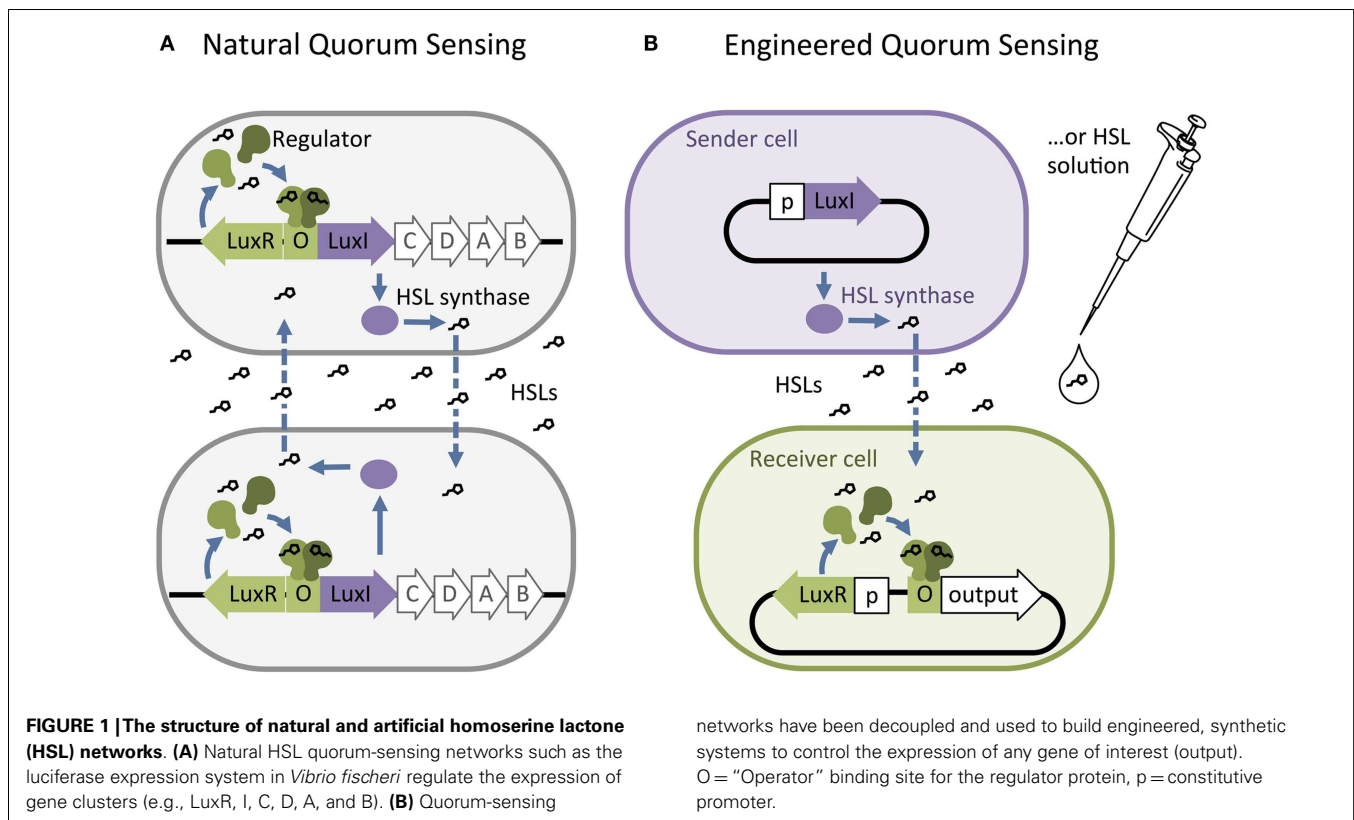 A Natural Quorum Sensing
B Engineered Quorum Sensing
Regulator
LuxR O LuxI C D A B
HSL synthase
HSLs
LuxR O LuxI C D A B
Sender cell
p LuxI
HSL synthase
...or HSL
solution
HSLs
Receiver cell
LuxR p O output
FIGURE 1 | The structure of natural and artificial homoserine lactone
(HSL) networks. (A) Natural HSL quorum-sensing networks such as the
luciferase expression system in Vibrio fischeri regulate the expression of
gene clusters (e.g., LuxR, I, C, D, A, and B). (B) Quorum-sensing
networks have been decoupled and used to build engineered, synthetic
systems to control the expression of any gene of interest (output).
O = “Operator” binding site for the regulator protein, p = constitutive
promoter.